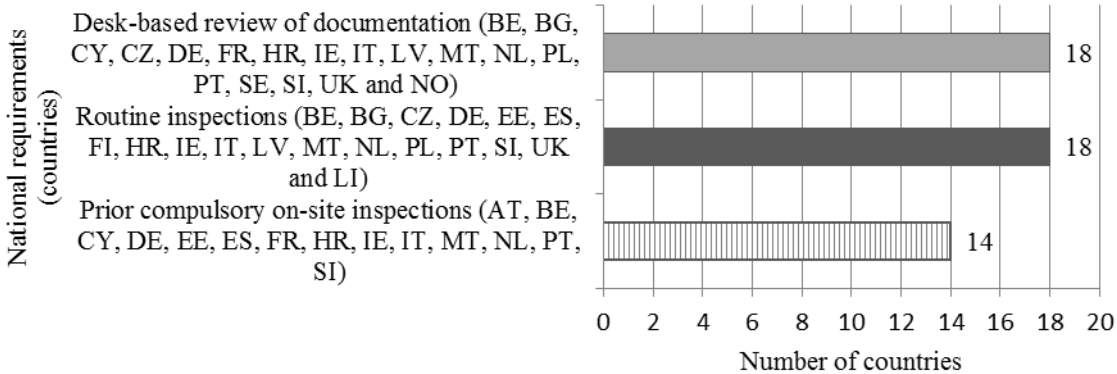 National requirements
(countries)
Desk-based review of documentation (BE, BG,
CY, CZ, DE, FR, HR, IE, IT, LV, MT, NL, PL,
PT, SE, SI, UK and NO)
18
Routine inspections (BE, BG, CZ, DE, EE, ES,
FI, HR, IE, IT, LV, MT, NL, PL, PT, SI, UK
and LI)
18
Prior compulsory on-site inspections (AT, BE,
CY, DE, EE, ES, FR, HR, IE, IT, MT, NL, PT,
SI)
14
0 2 4 6 8 10 12 14 16 18 20
Number of countries